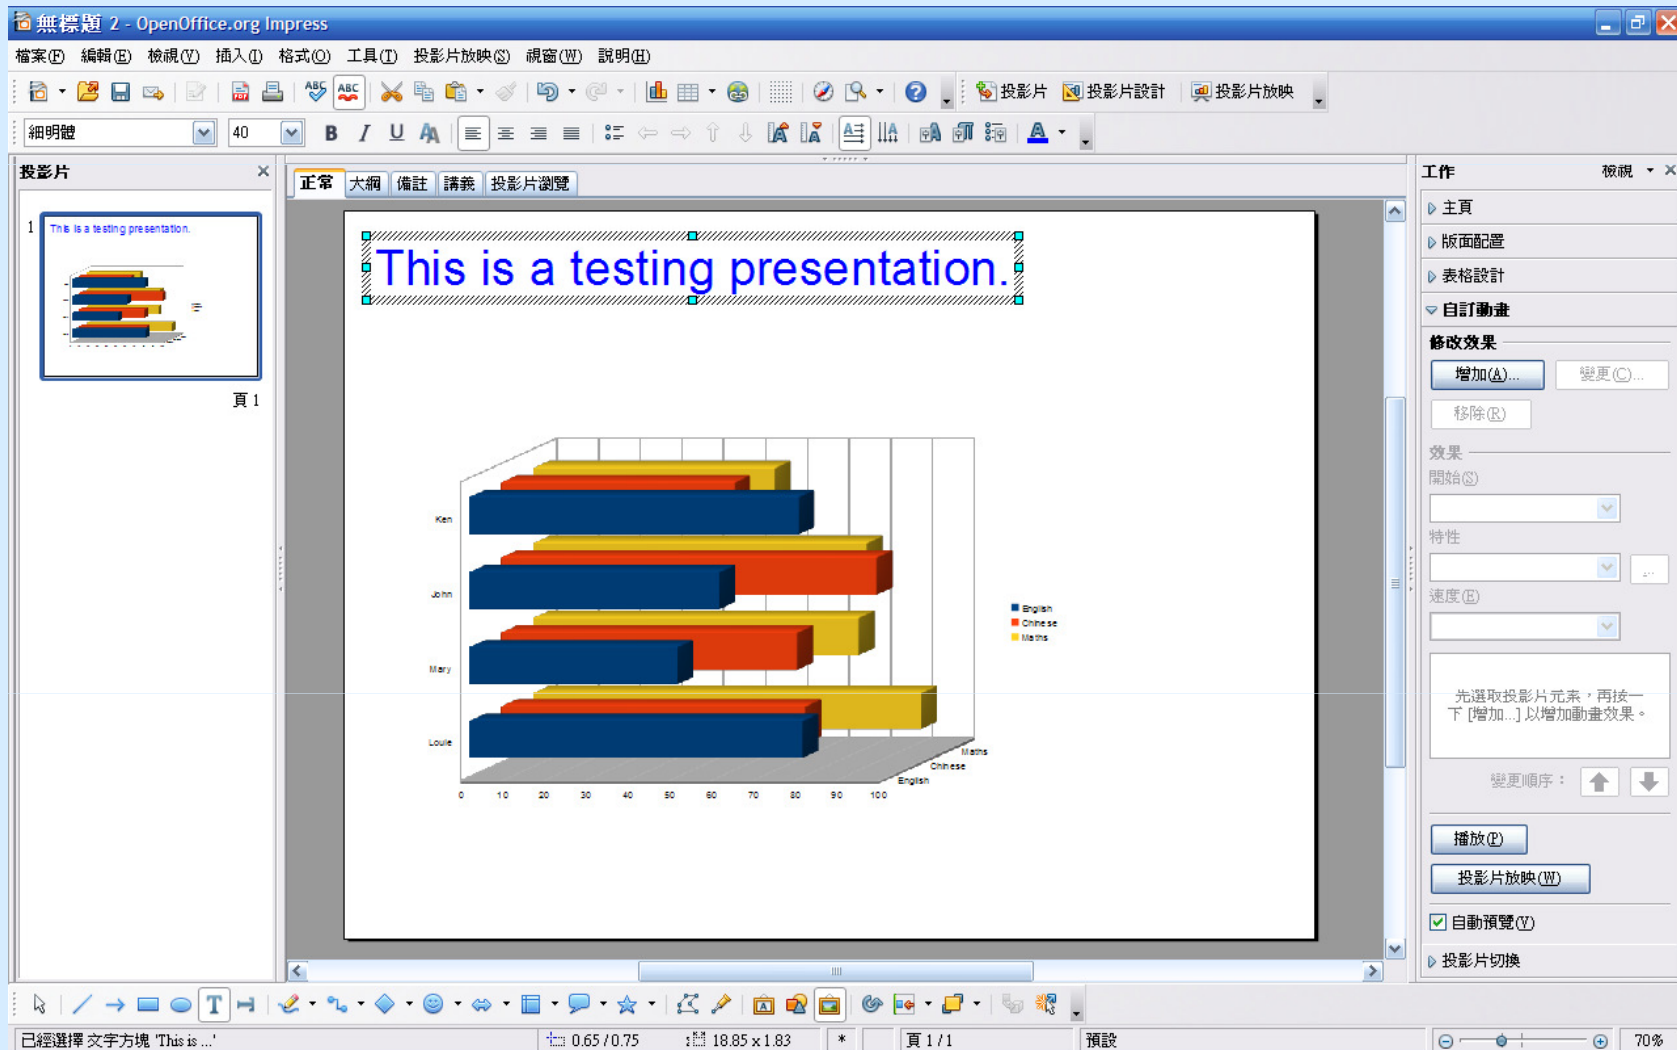 無標題 2 - OpenOffice.org Impress
檔案(F) 編輯(E) 檢視(V) 插入(I) 格式(O) 工具(T) 投影片放映(S) 視窗(W) 說明(H)
投影片 投影片設計 投影片放映
細明體 40
投影片
正常 大綱 備註 講義 投影片瀏覽
工作 檢視
1
This is a testing presentation.
頁 1
This is a testing presentation.
Ken
John
Mary
Louie
0 10 20 30 40 50 60 70 80 90 100
English
Chinese
Maths
English
Chinese
Maths
主頁
版面配置
表格設計
自訂動畫
修改效果
增加(A)... 變更(C)...
移除(R)
效果
開始(S)
特性
...
速度(E)
先選取投影片元素，再按一
下 [增加...] 以增加動畫效果。
變更順序：
播放(P)
投影片放映(W)
自動預覽(V)
投影片切換
已經選擇 文字方塊 'This is ...' 0.65 / 0.75 18.85 x 1.83 * 頁 1 / 1 預設 70%